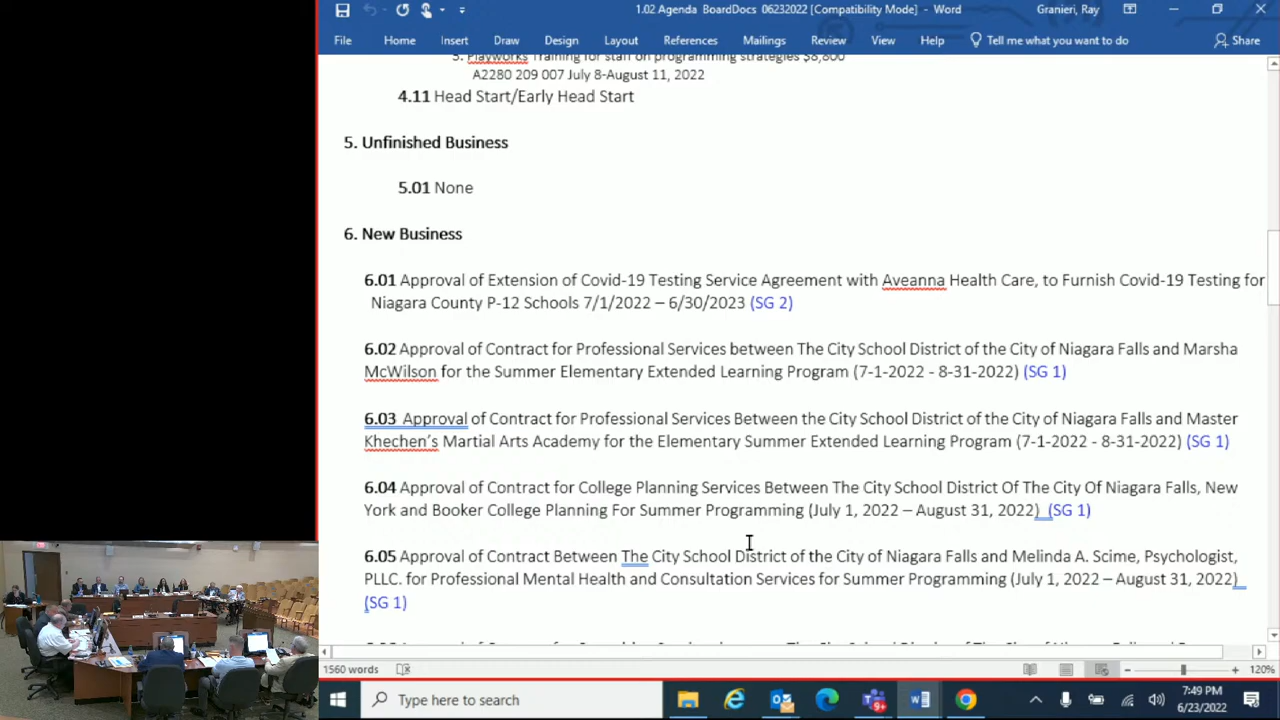 1.02 Agenda BoardDocs 06232022 [Compatibility Mode] - Word
Granieri, Ray
File Home Insert Draw Design Layout References Mailings Review View Help Tell me what you want to do Share
Playworks Training for staff on programming strategies $8,800
A2280 209 007 July 8-August 11, 2022
4.11 Head Start/Early Head Start
5. Unfinished Business
5.01 None
6. New Business
6.01 Approval of Extension of Covid-19 Testing Service Agreement with Aveanna Health Care, to Furnish Covid-19 Testing for
Niagara County P-12 Schools 7/1/2022 – 6/30/2023 (SG 2)
6.02 Approval of Contract for Professional Services between The City School District of the City of Niagara Falls and Marsha
McWilson for the Summer Elementary Extended Learning Program (7-1-2022 - 8-31-2022) (SG 1)
6.03 Approval of Contract for Professional Services Between the City School District of the City of Niagara Falls and Master
Khechen’s Martial Arts Academy for the Elementary Summer Extended Learning Program (7-1-2022 - 8-31-2022) (SG 1)
6.04 Approval of Contract for College Planning Services Between The City School District Of The City Of Niagara Falls, New
York and Booker College Planning For Summer Programming (July 1, 2022 – August 31, 2022) (SG 1)
6.05 Approval of Contract Between The City School District of the City of Niagara Falls and Melinda A. Scime, Psychologist,
PLLC. for Professional Mental Health and Consultation Services for Summer Programming (July 1, 2022 – August 31, 2022)
(SG 1)
1560 words
120%
Type here to search
7:49 PM
6/23/2022